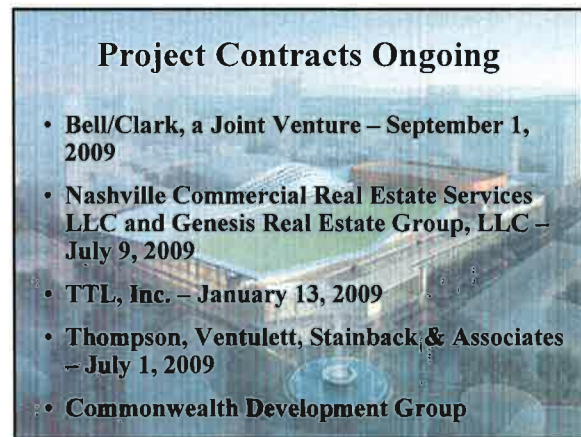 Project Contracts Ongoing
• Bell/Clark, a Joint Venture – September 1,
2009
• Nashville Commercial Real Estate Services
LLC and Genesis Real Estate Group, LLC –
July 9, 2009
• TTL, Inc. – January 13, 2009
• Thompson, Ventulett, Stainback & Associates
– July 1, 2009
• Commonwealth Development Group